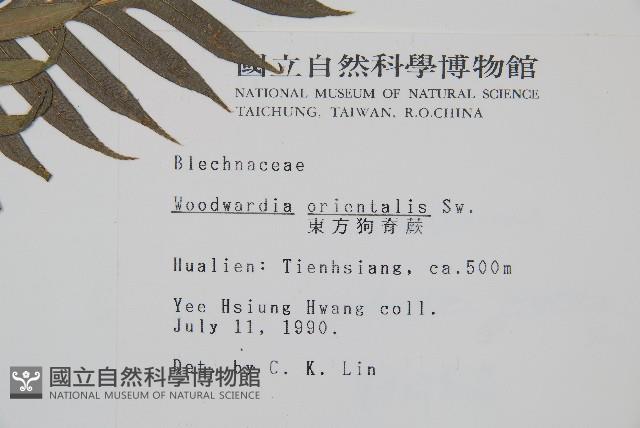 國立自然科學博物館
NATIONAL MUSEUM OF NATURAL SCIENCE
TAICHUNG, TAIWAN, R.O.CHINA
Blechnaceae
Woodwardia orientalis Sw.
東方狗脊蕨
Hualien: Tienhsiang, ca.500m
Yee Hsiung Hwang coll.
July 11, 1990.
Det. by C. K. Lin
國立自然科學博物館
NATIONAL MUSEUM OF NATURAL SCIENCE